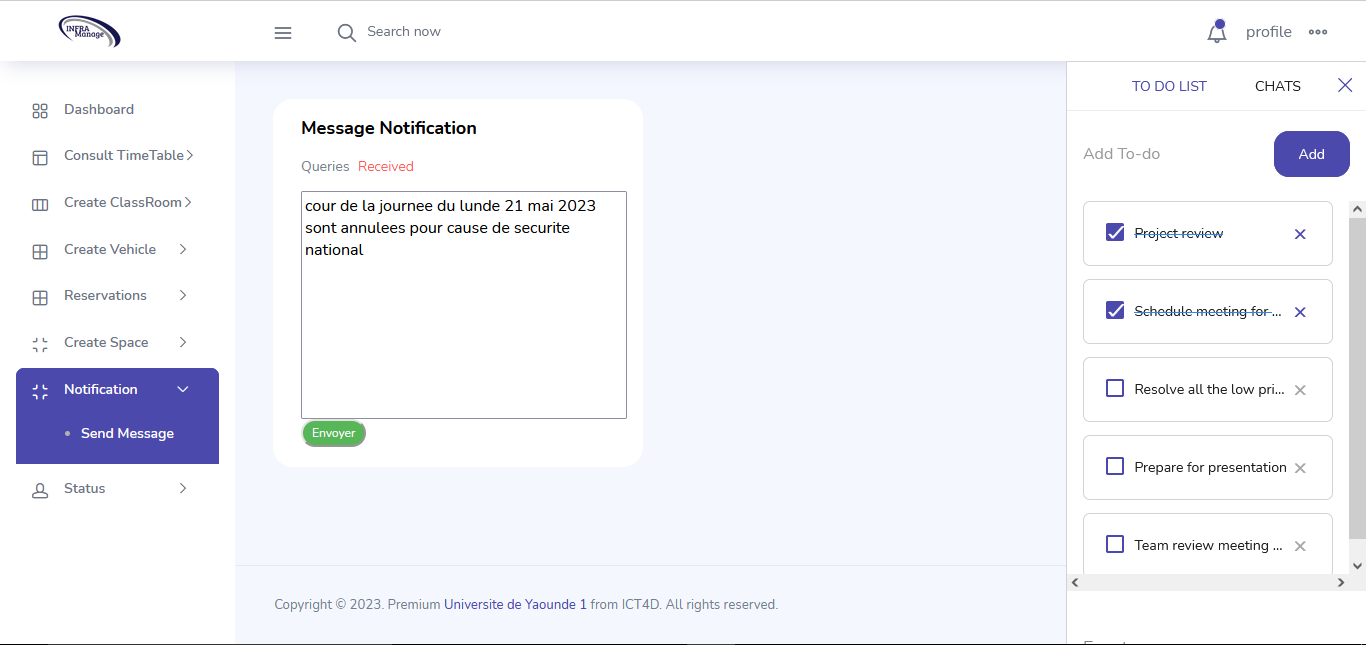 INFRA
Manage
Search now
profile
Dashboard
Consult TimeTable
Create ClassRoom
Create Vehicle
Reservations
Create Space
Notification
Send Message
Status
Message Notification
Queries Received
cour de la journee du lunde 21 mai 2023
sont annulees pour cause de securite
national
Envoyer
Copyright © 2023. Premium Universite de Yaounde 1 from ICT4D. All rights reserved.
TO DO LIST CHATS
Add To-do
Add
Project review
Schedule meeting for ...
Resolve all the low pri...
Prepare for presentation
Team review meeting ...